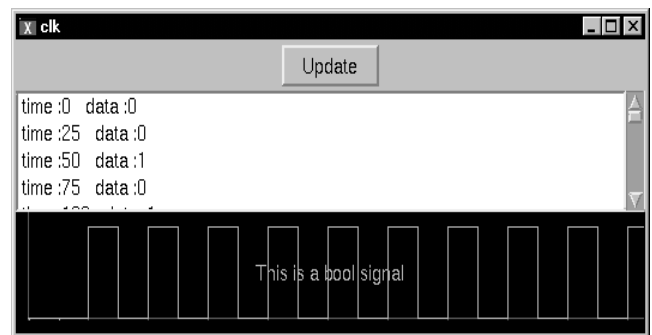 clk
Update
time :0 data :0
time :25 data :0
time :50 data :1
time :75 data :0
This is a bool signal